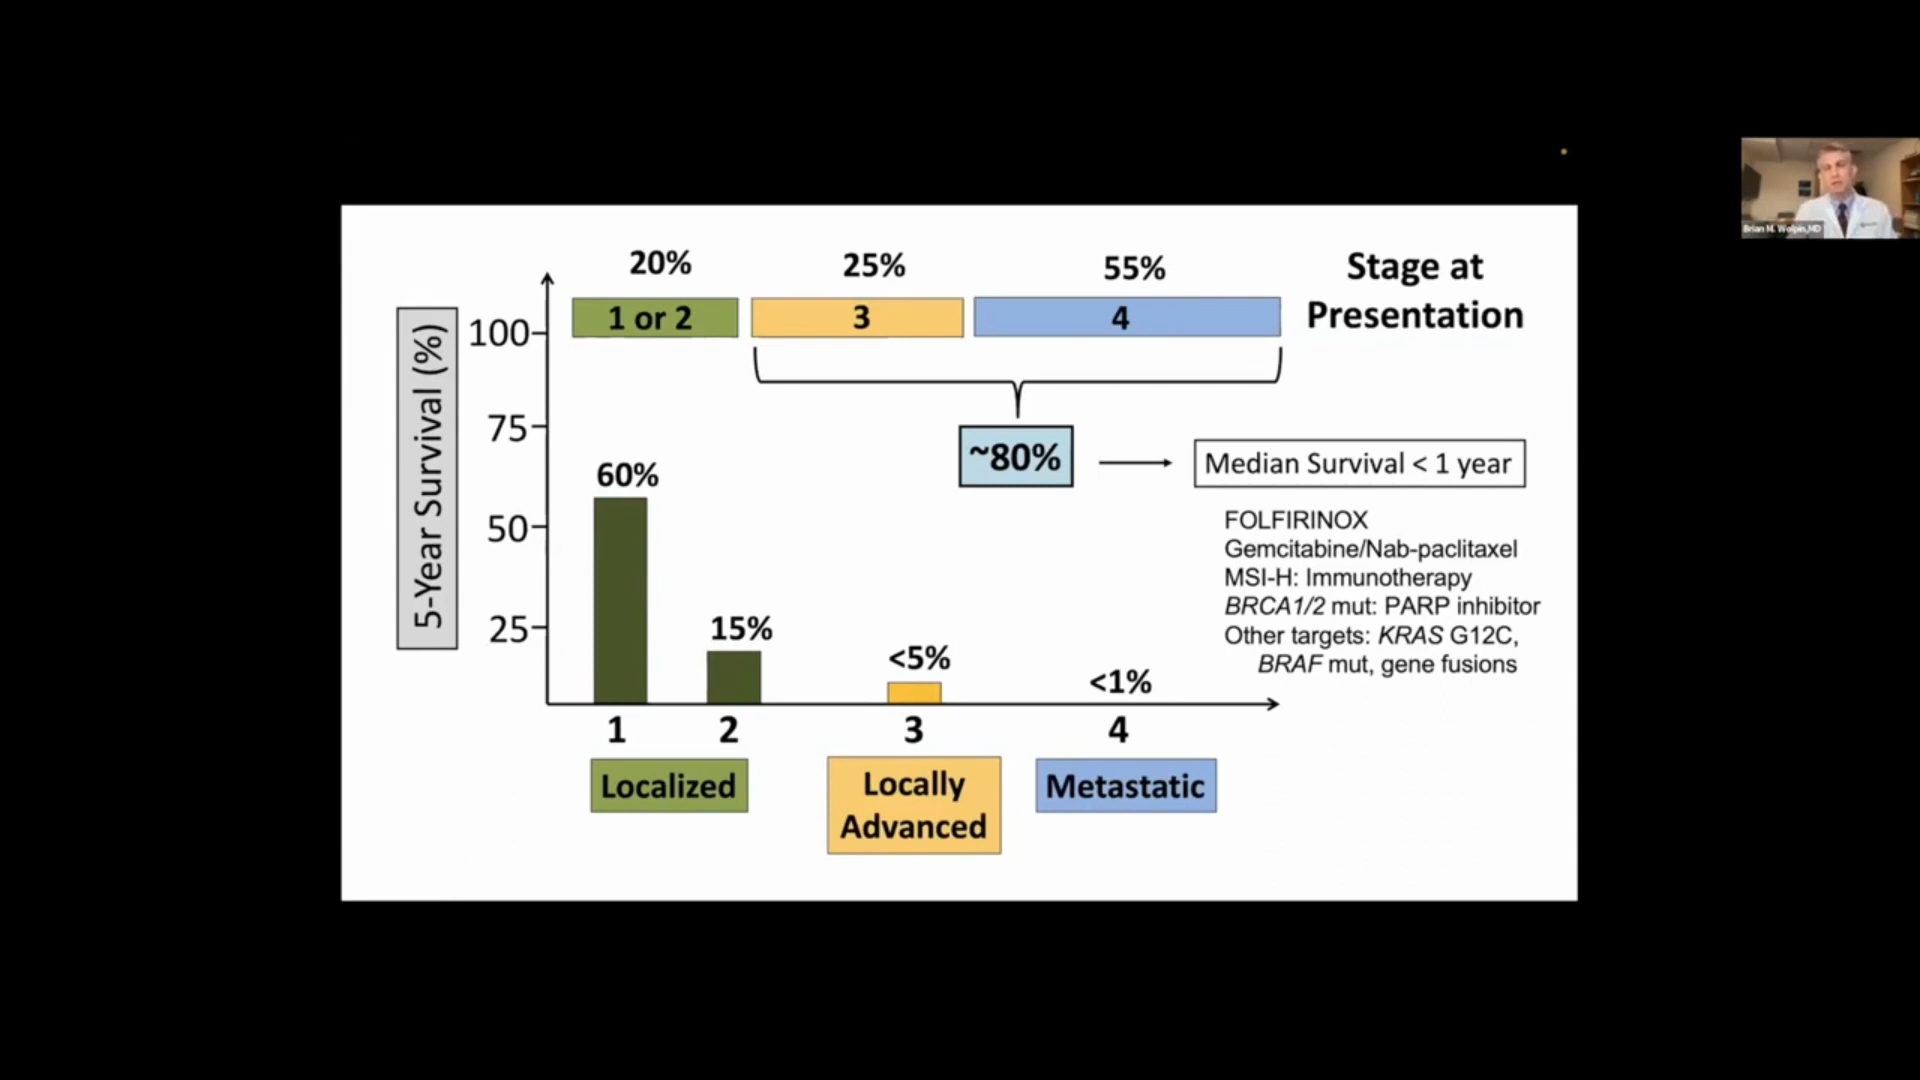 20%
25%
55%
Stage at
Presentation
1 or 2
3
4
5-Year Survival (%)
100
75
50
25
~80%
Median Survival < 1 year
FOLFIRINOX
Gemcitabine/Nab-paclitaxel
MSI-H: Immunotherapy
BRCA1/2 mut: PARP inhibitor
Other targets: KRAS G12C,
BRAF mut, gene fusions
60%
15%
<5%
<1%
1
2
3
4
Localized
Locally
Advanced
Metastatic
Brian M. Wolpin, MD